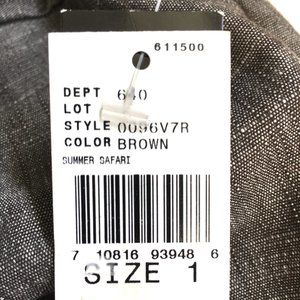 611500
DEPT 640
LOT
STYLE 0096V7R
COLOR BROWN
SUMMER SAFARI
7 10816 93948 6
SIZE 1